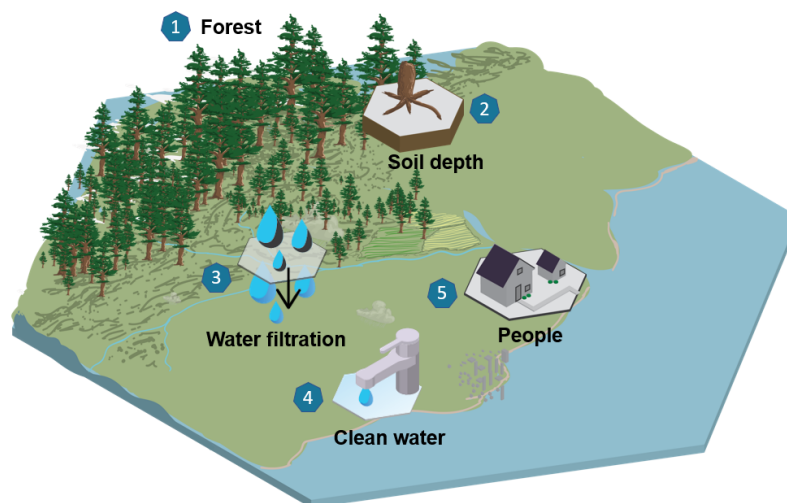 1 Forest
2
Soil depth
3
Water filtration
5
People
4
Clean water